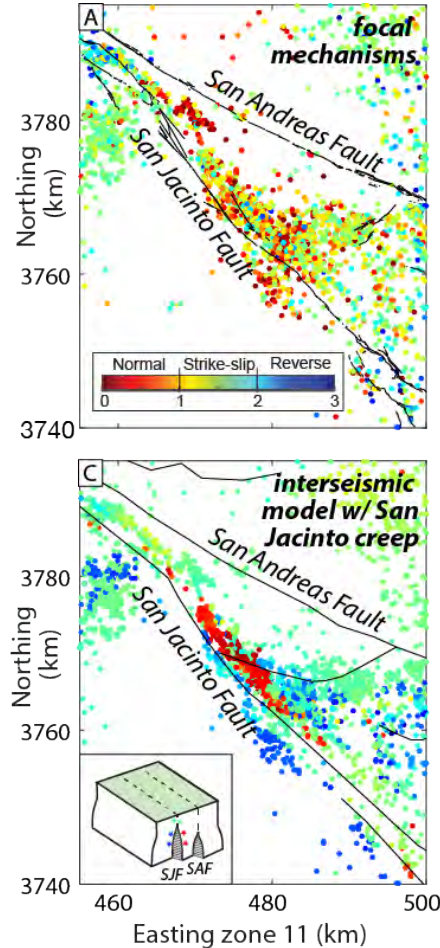 A
focal
mechanisms
San Andreas Fault
San Jacinto Fault
3780
3760
3740
Northing
(km)
Normal Strike-slip Reverse
0 1 2 3
C
interseismic
model w/ San
Jacinto creep
San Andreas Fault
San Jacinto Fault
3780
3760
3740
Northing
(km)
SJF SAF
460 480 500
Easting zone 11 (km)